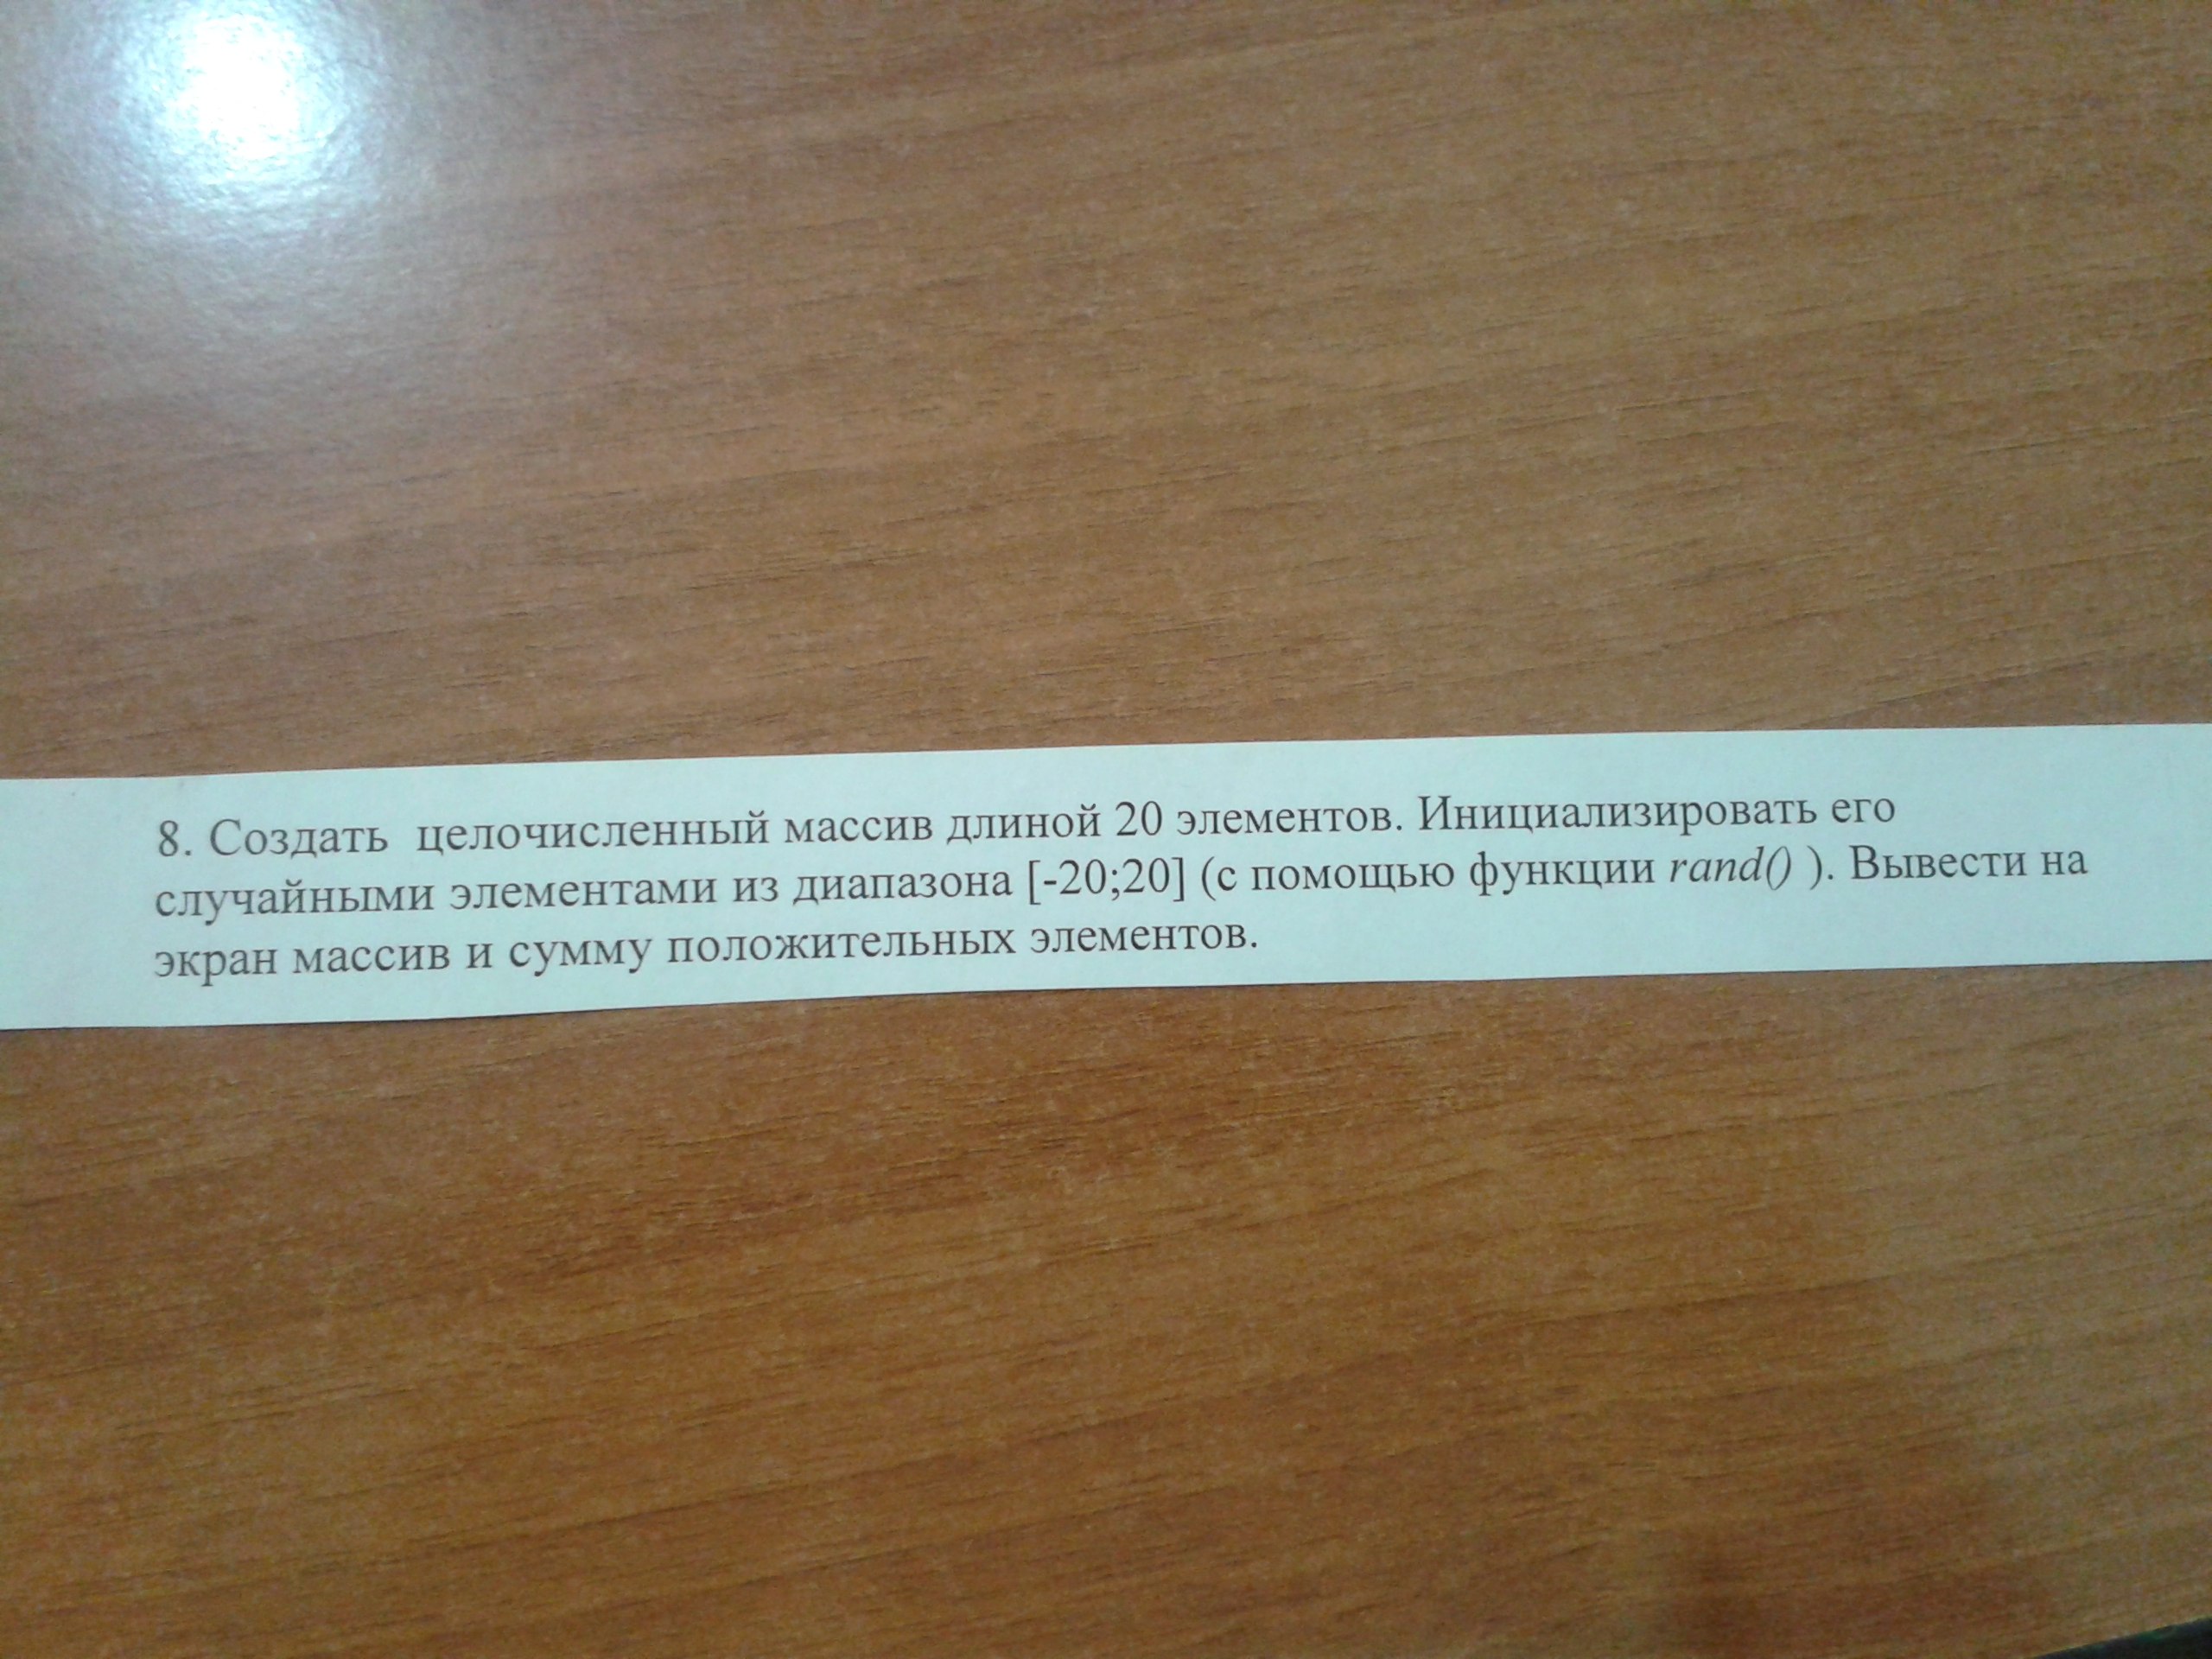 8. Создать целочисленный массив длиной 20 элементов. Инициализировать его
случайными элементами из диапазона [-20;20] (с помощью функции rand() ). Вывести на
экран массив и сумму положительных элементов.